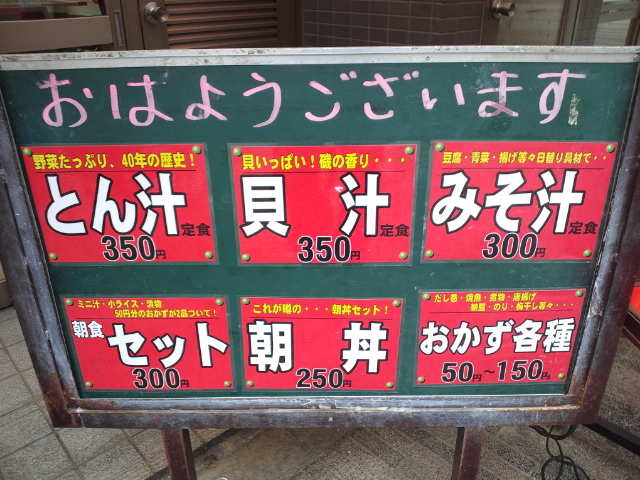 おはようございます
野菜たっぷり、40年の歴史！
とん汁定食
350円
貝いっぱい！磯の香り・・・
貝汁定食
350円
豆腐・青菜・揚げ等々日替り具材で・・
みそ汁定食
300円
ミニ汁・小ライス・漬物
50円分のおかずが2品ついて！
朝食セット
300円
これが噂の・・・朝丼セット！
朝丼
250円
だし巻・焼魚・煮物・唐揚げ
納豆・のり・梅干し等々・・・
おかず各種
50円〜150円